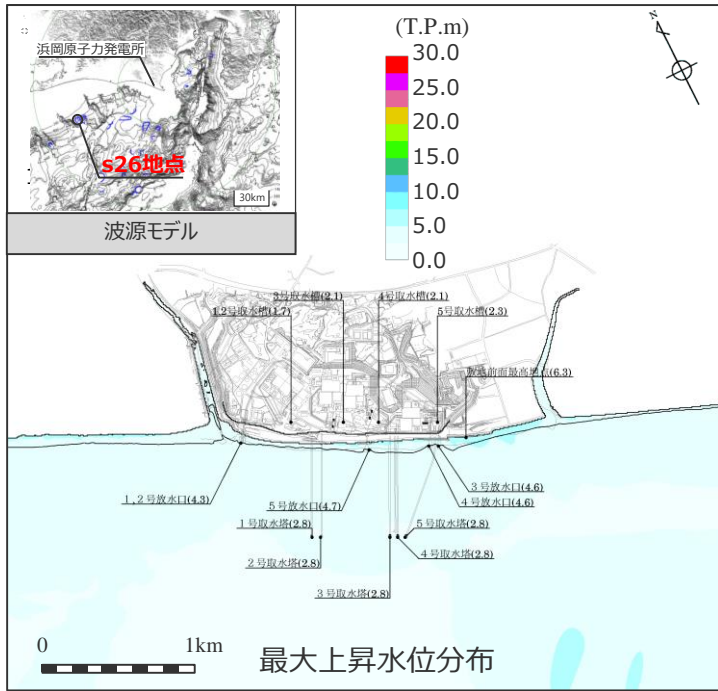 浜岡原子力発電所
s26地点
30km
波源モデル
(T.P.m)
30.0
25.0
20.0
15.0
10.0
5.0
0.0
N
3号取水槽(2.1)
4号取水槽(2.1)
1,2号取水槽(1.7)
5号取水槽(2.3)
敷地前面最高地点(6.3)
1,2号放水口(4.3)
5号放水口(4.7)
3号放水口(4.6)
4号放水口(4.6)
1号取水塔(2.8)
2号取水塔(2.8)
3号取水塔(2.8)
5号取水塔(2.8)
4号取水塔(2.8)
0 1km
最大上昇水位分布